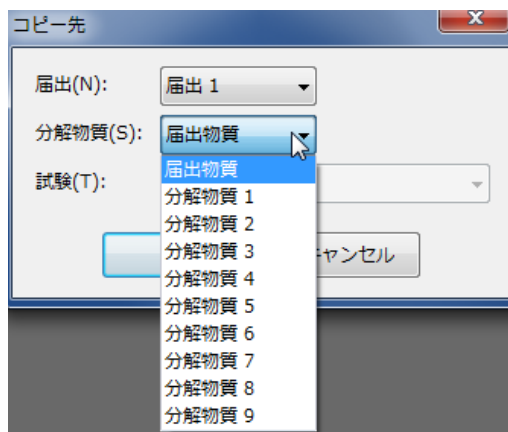 コピー先
届出(N):
届出 1
分解物質(S):
届出物質
届出物質
試験(T):
分解物質 1
分解物質 2
分解物質 3
キャンセル
分解物質 4
分解物質 5
分解物質 6
分解物質 7
分解物質 8
分解物質 9